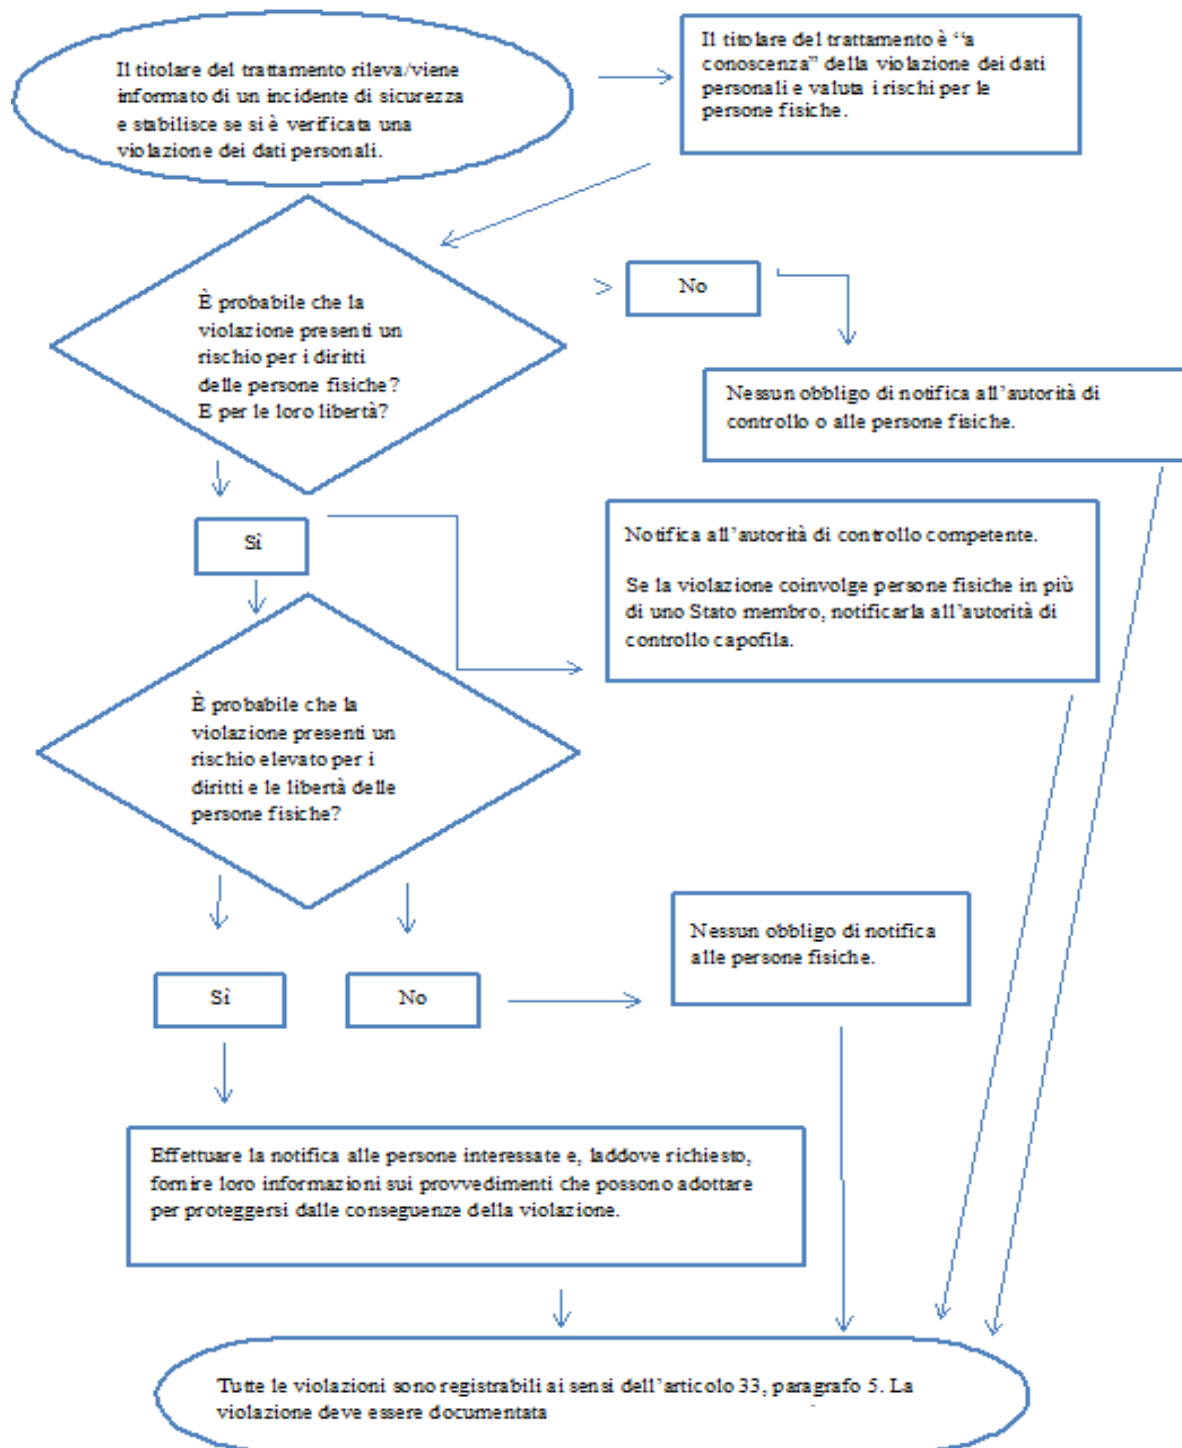 Il titolare del trattamento rileva/viene
informato di un incidente di sicurezza
e stabilisce se si è verificata una
violazione dei dati personali.
Il titolare del trattamento è “a
conoscenza” della violazione dei dati
personali e valuta i rischi per le
persone fisiche.
È probabile che la
violazione presenti un
rischio per i diritti
delle persone fisiche?
E per le loro libertà?
No
Nessun obbligo di notifica all’autorità di
controllo o alle persone fisiche.
Sì
Notifica all’autorità di controllo competente.
Se la violazione coinvolge persone fisiche in più
di uno Stato membro, notificarla all’autorità di
controllo capofila.
È probabile che la
violazione presenti un
rischio elevato per i
diritti e le libertà delle
persone fisiche?
Sì
No
Nessun obbligo di notifica
alle persone fisiche.
Effettuare la notifica alle persone interessate e, laddove richiesto,
fornire loro informazioni sui provvedimenti che possono adottare
per proteggersi dalle conseguenze della violazione.
Tutte le violazioni sono registrabili ai sensi dell’articolo 33, paragrafo 5. La
violazione deve essere documentata